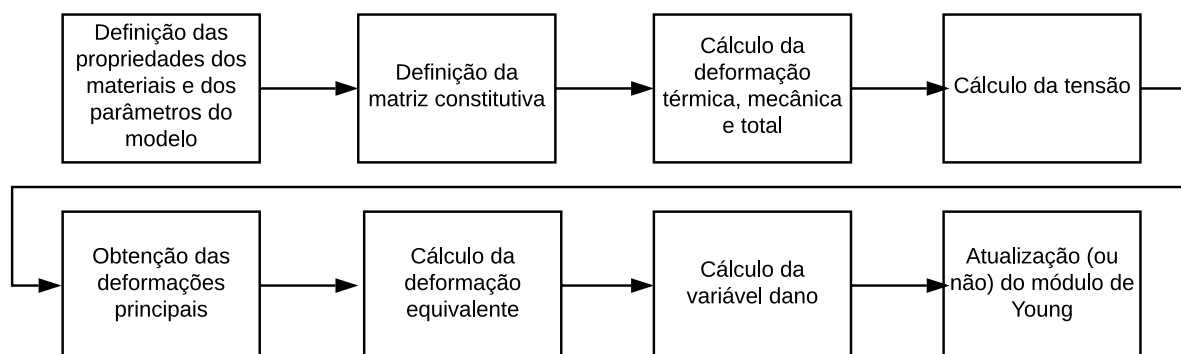 Definição das
propriedades dos
materiais e dos
parâmetros do
modelo
Definição da
matriz constitutiva
Cálculo da
deformação
térmica, mecânica
e total
Cálculo da tensão
Obtenção das
deformações
principais
Cálculo da
deformação
equivalente
Cálculo da
variável dano
Atualização (ou
não) do módulo de
Young